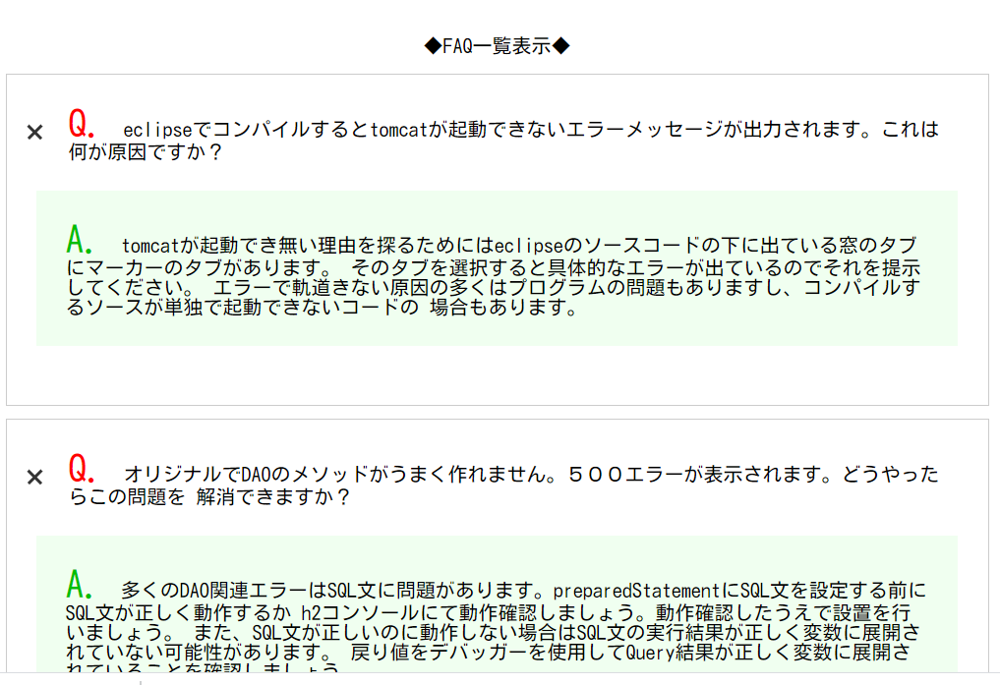 ◆FAQ一覧表示◆
× Q. eclipseでコンパイルするとtomcatが起動できないエラーメッセージが出力されます。これは
何が原因ですか？
A. tomcatが起動でき無い理由を探るためにはeclipseのソースコードの下に出ている窓のタブ
にマーカーのタブがあります。 そのタブを選択すると具体的なエラーが出ているのでそれを提示
してください。 エラーで軌道きない原因の多くはプログラムの問題もありますし、コンパイルす
るソースが単独で起動できないコードの 場合もあります。
× Q. オリジナルでDAOのメソッドがうまく作れません。５００エラーが表示されます。どうやった
らこの問題を 解消できますか？
A. 多くのDAO関連エラーはSQL文に問題があります。preparedStatementにSQL文を設定する前に
SQL文が正しく動作するか h2コンソールにて動作確認しましょう。動作確認したうえで設置を行
いましょう。 また、SQL文が正しいのに動作しない場合はSQL文の実行結果が正しく変数に展開さ
れていない可能性があります。 戻り値をデバッガーを使用してQuery結果が正しく変数に展開さ
れていることを確認しましょう